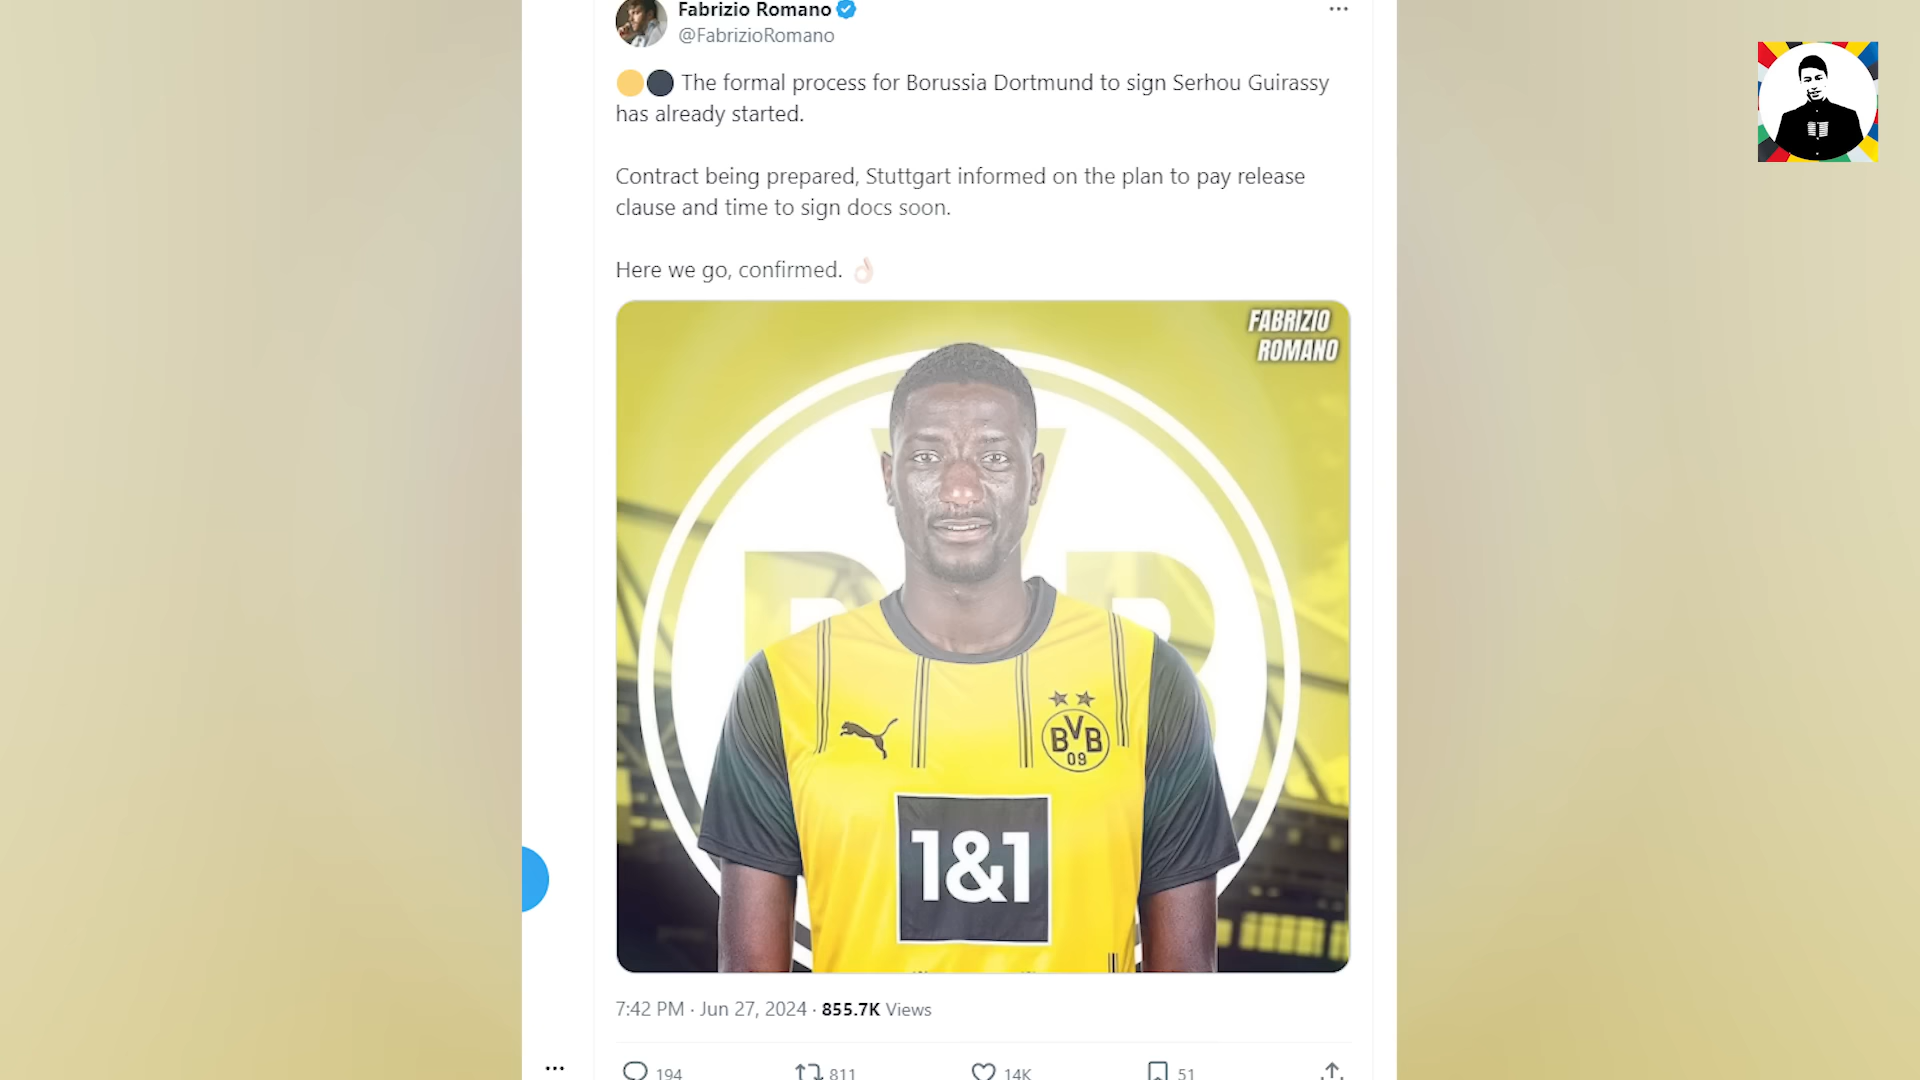 Fabrizio Romano
@FabrizioRomano
The formal process for Borussia Dortmund to sign Serhou Guirassy
has already started.
Contract being prepared, Stuttgart informed on the plan to pay release
clause and time to sign docs soon.
Here we go, confirmed. 👌🏻
FABRIZIO
ROMANO
BVB
09
1&1
7:42 PM · Jun 27, 2024 · 855.7K Views
194
811
14K
51